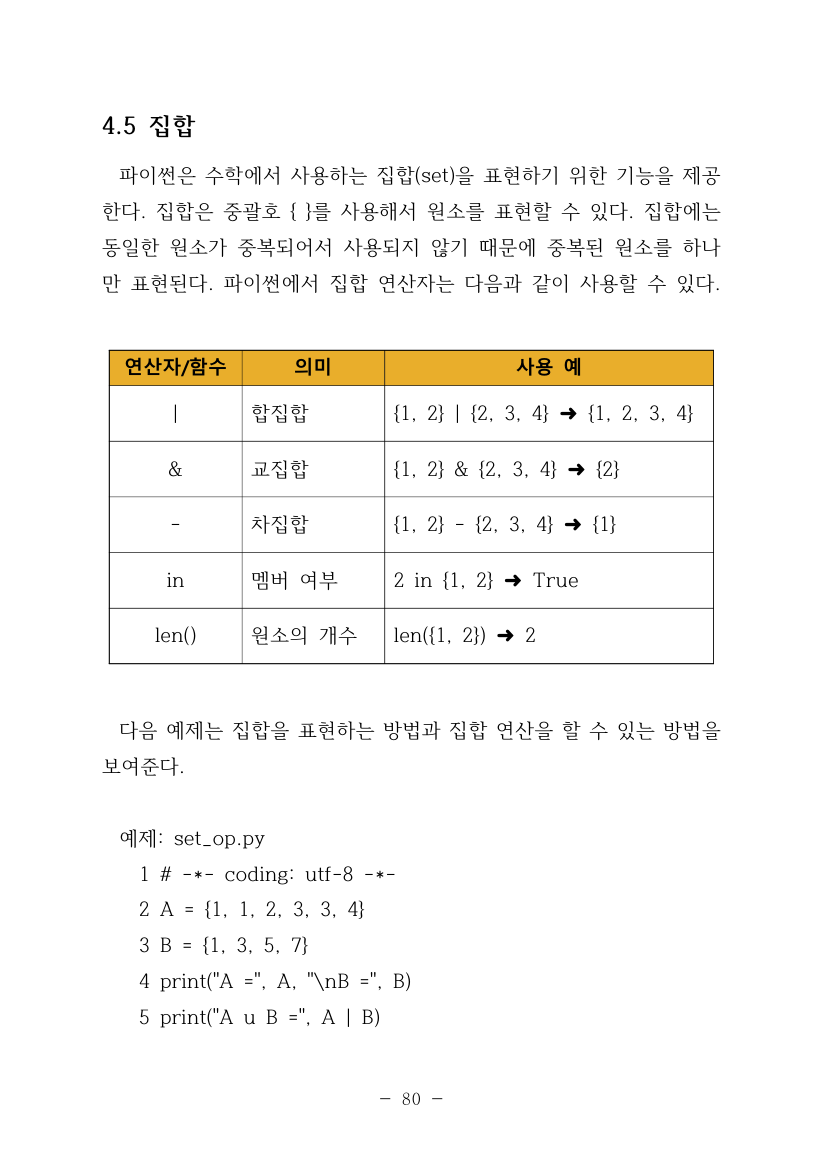 4.5 집합
파이썬은 수학에서 사용하는 집합(set)을 표현하기 위한 기능을 제공
한다. 집합은 중괄호 { }를 사용해서 원소를 표현할 수 있다. 집합에는
동일한 원소가 중복되어서 사용되지 않기 때문에 중복된 원소를 하나
만 표현된다. 파이썬에서 집합 연산자는 다음과 같이 사용할 수 있다.
연산자/함수 의미 사용 예
| 합집합 {1, 2} | {2, 3, 4} ➜ {1, 2, 3, 4}
& 교집합 {1, 2} & {2, 3, 4} ➜ {2}
- 차집합 {1, 2} - {2, 3, 4} ➜ {1}
in 멤버 여부 2 in {1, 2} ➜ True
len() 원소의 개수 len({1, 2}) ➜ 2
다음 예제는 집합을 표현하는 방법과 집합 연산을 할 수 있는 방법을
보여준다.
예제: set_op.py
1 # -*- coding: utf-8 -*-
2 A = {1, 1, 2, 3, 3, 4}
3 B = {1, 3, 5, 7}
4 print("A =", A, "\nB =", B)
5 print("A u B =", A | B)
- 80 -